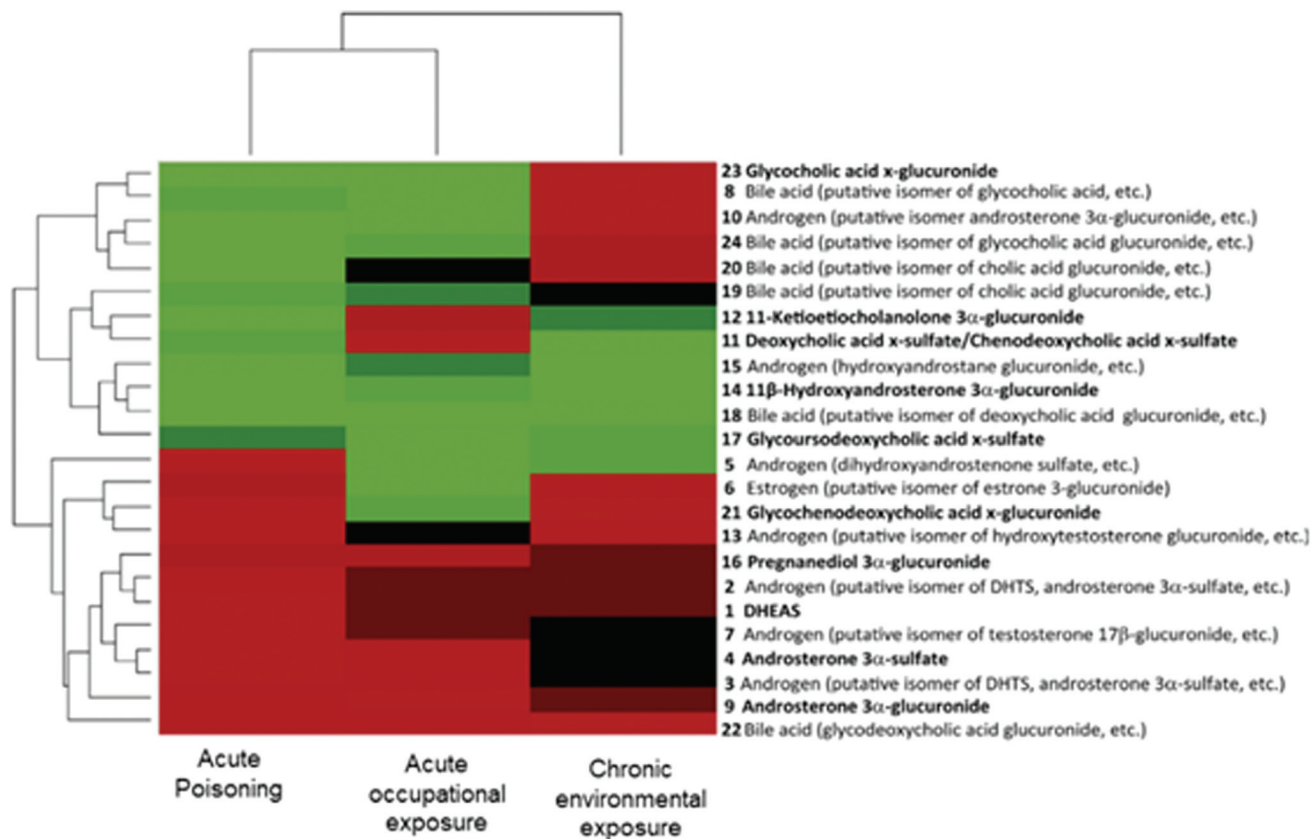 23 Glycocholic acid x-glucuronide
8 Bile acid (putative isomer of glycocholic acid, etc.)
10 Androgen (putative isomer androsterone 3α-glucuronide, etc.)
24 Bile acid (putative isomer of glycocholic acid glucuronide, etc.)
20 Bile acid (putative isomer of cholic acid glucuronide, etc.)
19 Bile acid (putative isomer of cholic acid glucuronide, etc.)
12 11-Ketioetiocholanolone 3α-glucuronide
11 Deoxycholic acid x-sulfate/Chenodeoxycholic acid x-sulfate
15 Androgen (hydroxyandrostane glucuronide, etc.)
14 11β-Hydroxyandrosterone 3α-glucuronide
18 Bile acid (putative isomer of deoxycholic acid glucuronide, etc.)
17 Glycoursodeoxycholic acid x-sulfate
5 Androgen (dihydroxyandrostenone sulfate, etc.)
6 Estrogen (putative isomer of estrone 3-glucuronide)
21 Glycochenodeoxycholic acid x-glucuronide
13 Androgen (putative isomer of hydroxytestosterone glucuronide, etc.)
16 Pregnanediol 3α-glucuronide
2 Androgen (putative isomer of DHTS, androsterone 3α-sulfate, etc.)
1 DHEAS
7 Androgen (putative isomer of testosterone 17β-glucuronide, etc.)
4 Androsterone 3α-sulfate
3 Androgen (putative isomer of DHTS, androsterone 3α-sulfate, etc.)
9 Androsterone 3α-glucuronide
22 Bile acid (glycodeoxycholic acid glucuronide, etc.)
Acute
Poisoning
Acute
occupational
exposure
Chronic
environmental
exposure